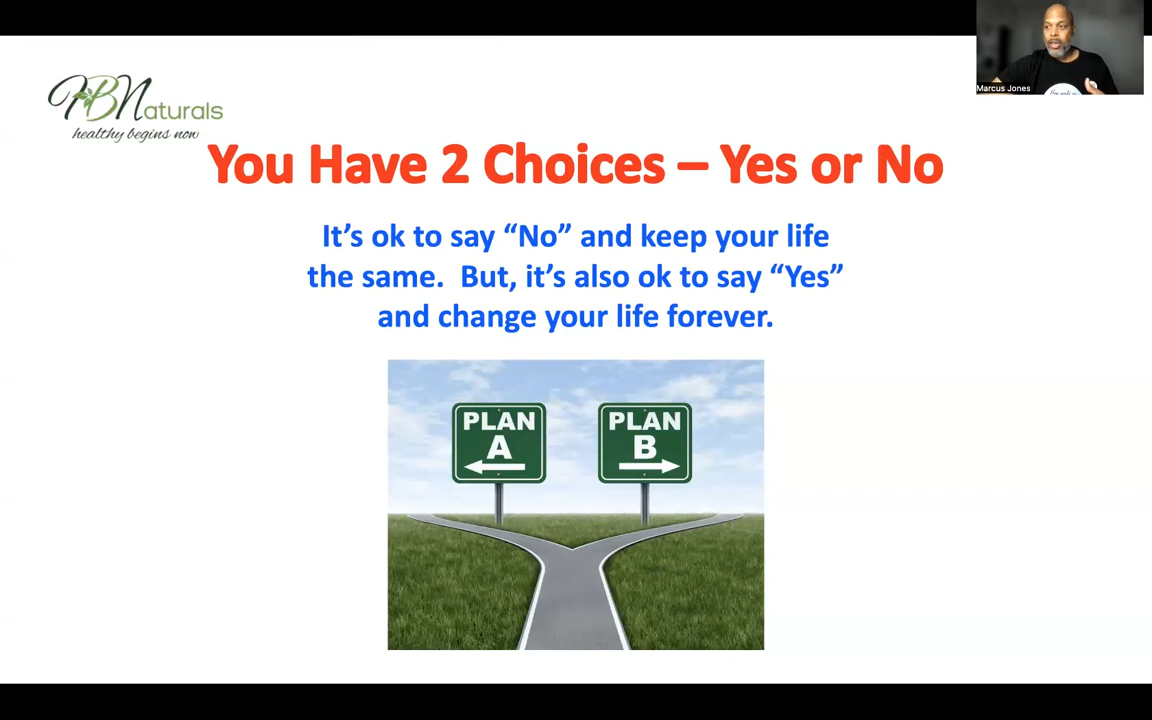 HBNaturals
healthy begins now
Marcus Jones
You Have 2 Choices – Yes or No
It’s ok to say “No” and keep your life
the same.  But, it’s also ok to say “Yes”
and change your life forever.
PLAN
A
PLAN
B